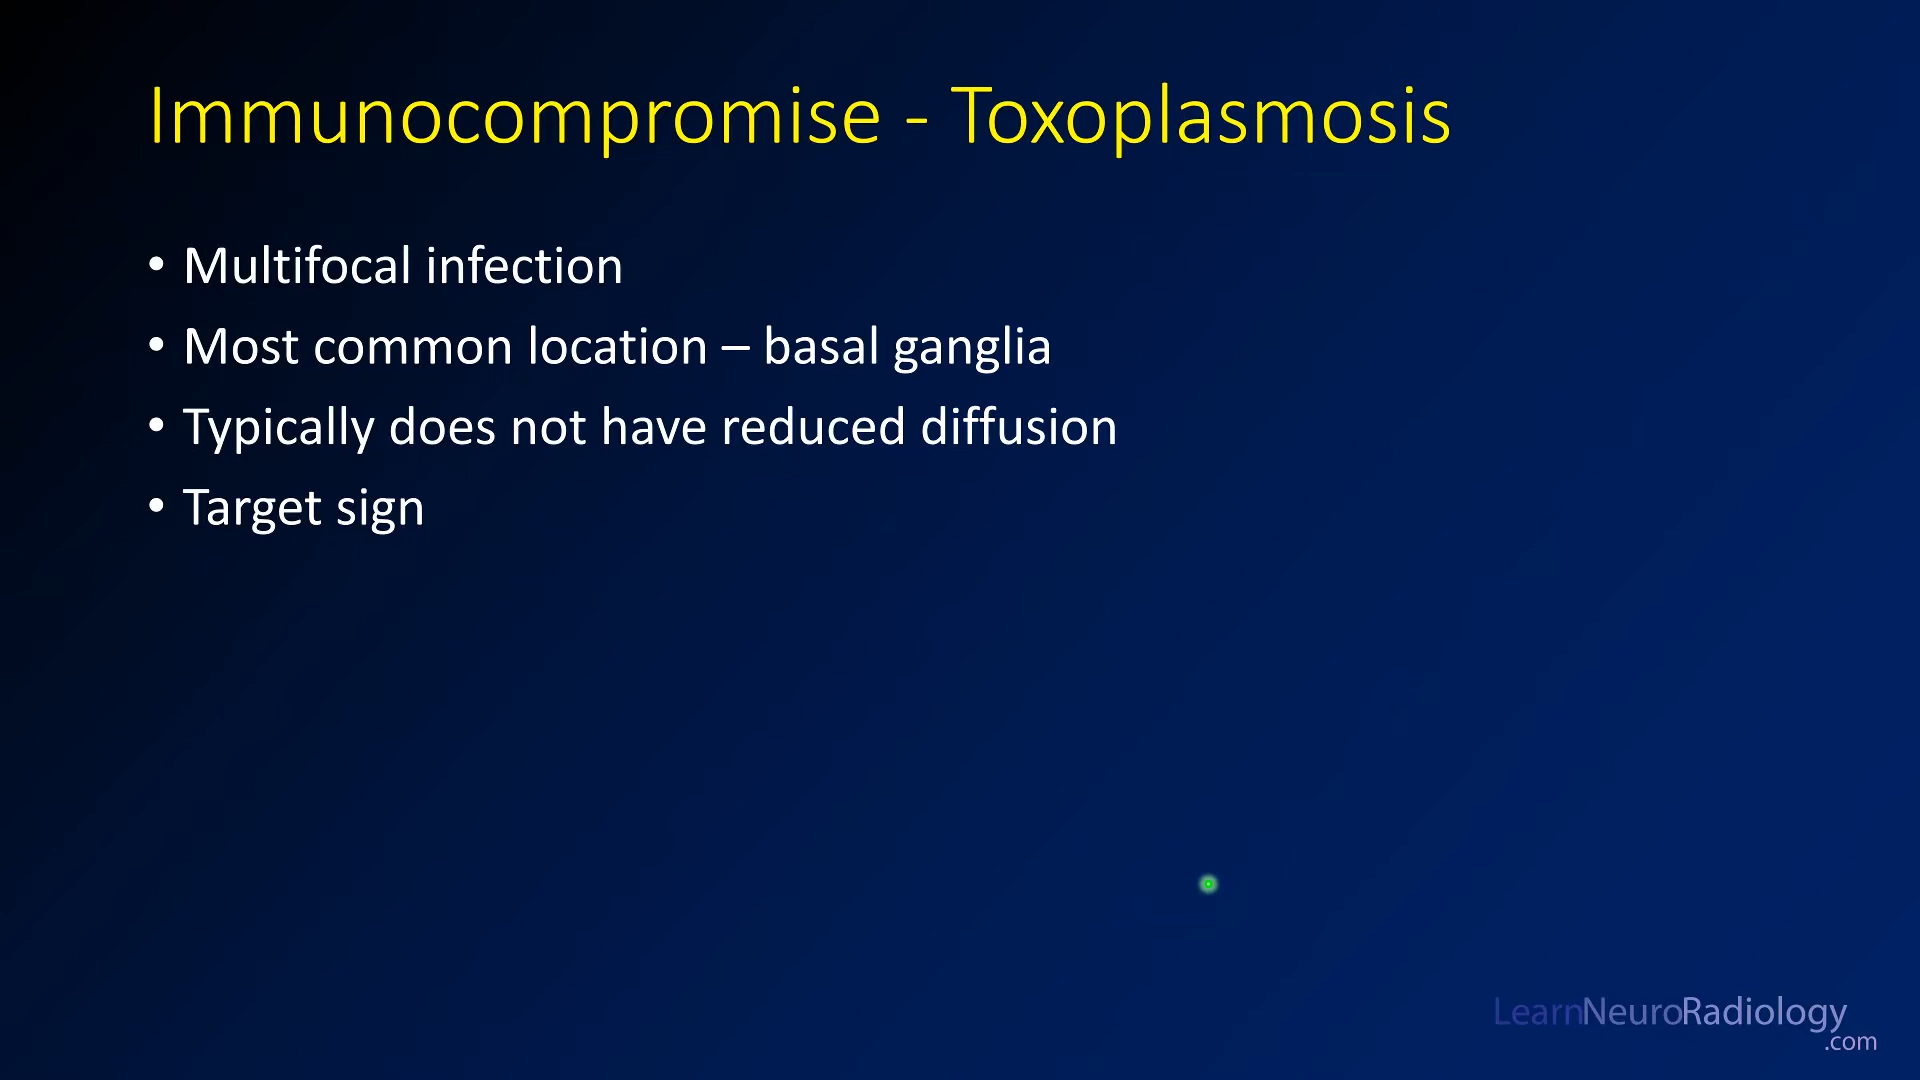 Immunocompromise - Toxoplasmosis
• Multifocal infection
• Most common location – basal ganglia
• Typically does not have reduced diffusion
• Target sign
LearnNeuroRadiology
.com